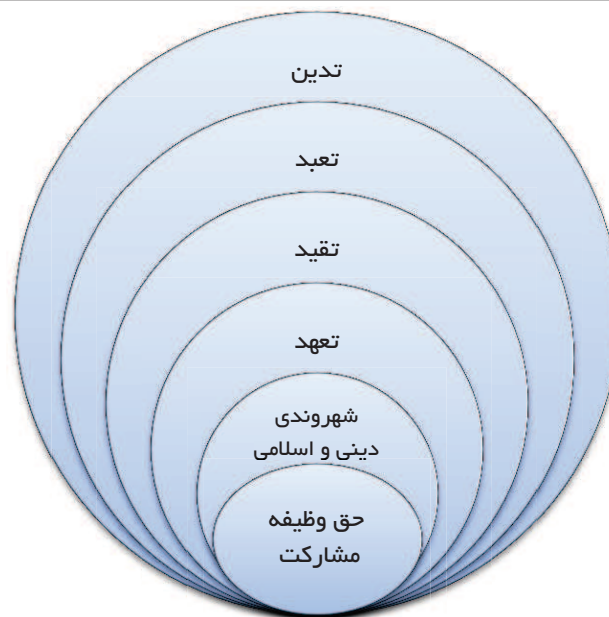 تدین
تعبد
تقید
تعهد
شهروندی
دینی و اسلامی
حق وظیفه
مشارکت